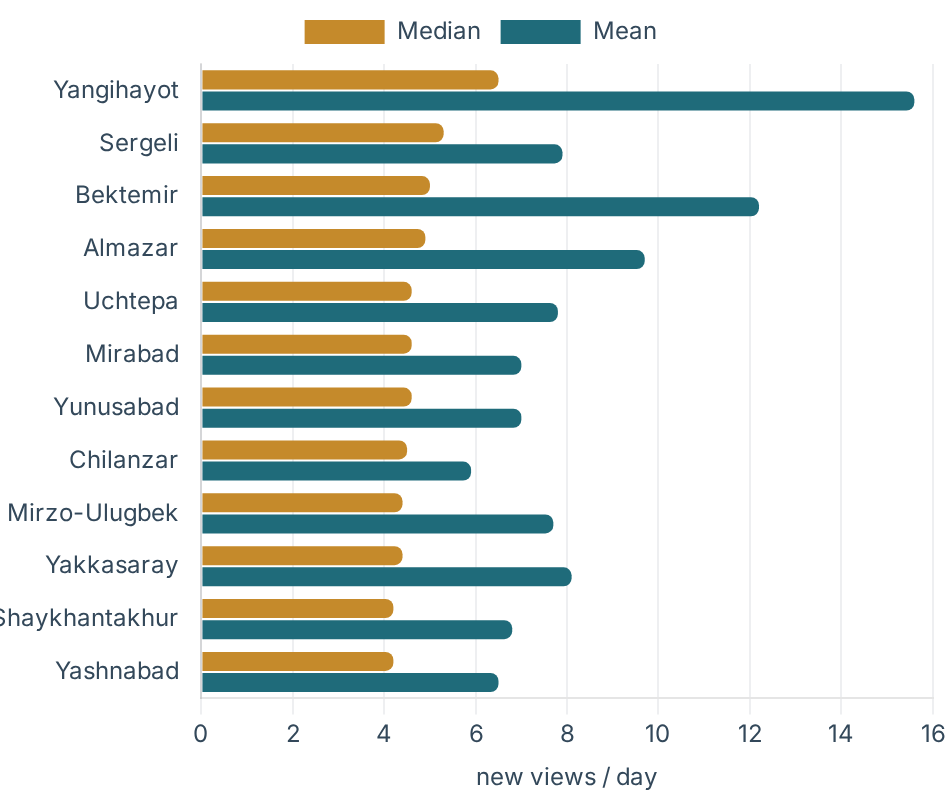 Median Mean
Yangihayot
Sergeli
Bektemir
Almazar
Uchtepa
Mirabad
Yunusabad
Chilanzar
Mirzo-Ulugbek
Yakkasaray
Shaykhantakhur
Yashnabad
0 2 4 6 8 10 12 14 16
new views / day